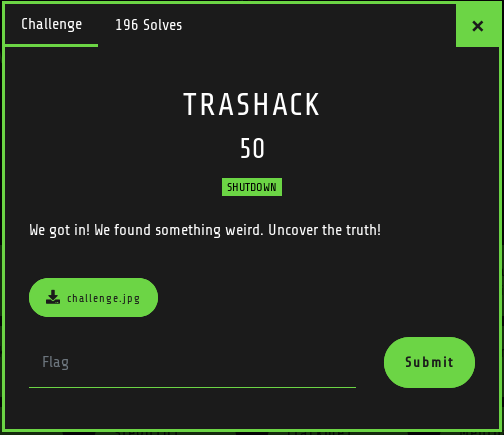 Challenge
196 Solves
×
TRASHACK
50
SHUTDOWN
We got in! We found something weird. Uncover the truth!
challenge.jpg
Flag
Submit